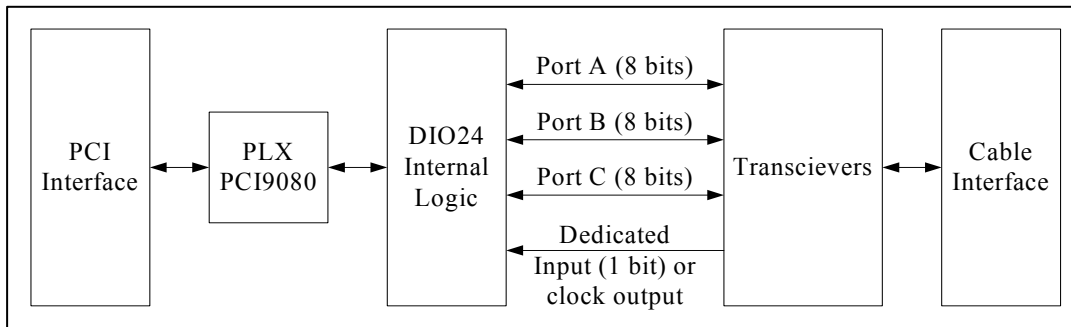 PCI
Interface
PLX
PCI9080
DIO24
Internal
Logic
Port A (8 bits)
Port B (8 bits)
Port C (8 bits)
Dedicated
Input (1 bit) or
clock output
Transcievers
Cable
Interface